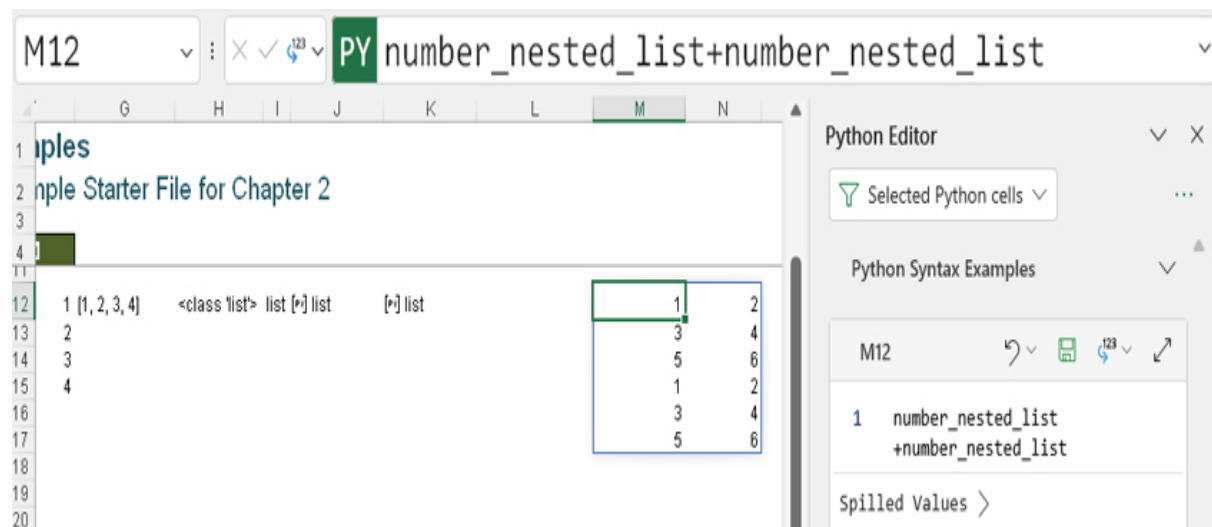 M12 PY number_nested_list+number_nested_list
G H I J K L M N
1 nples
2 nple Starter File for Chapter 2
3
4
11
12 1 [1, 2, 3, 4] <class 'list'> list [PY] list [PY] list 1 2
13 2 3 4
14 3 5 6
15 4 1 2
16 3 4
17 5 6
18
19
20
Python Editor
Selected Python cells
Python Syntax Examples
M12 123
1 number_nested_list
+number_nested_list
Spilled Values